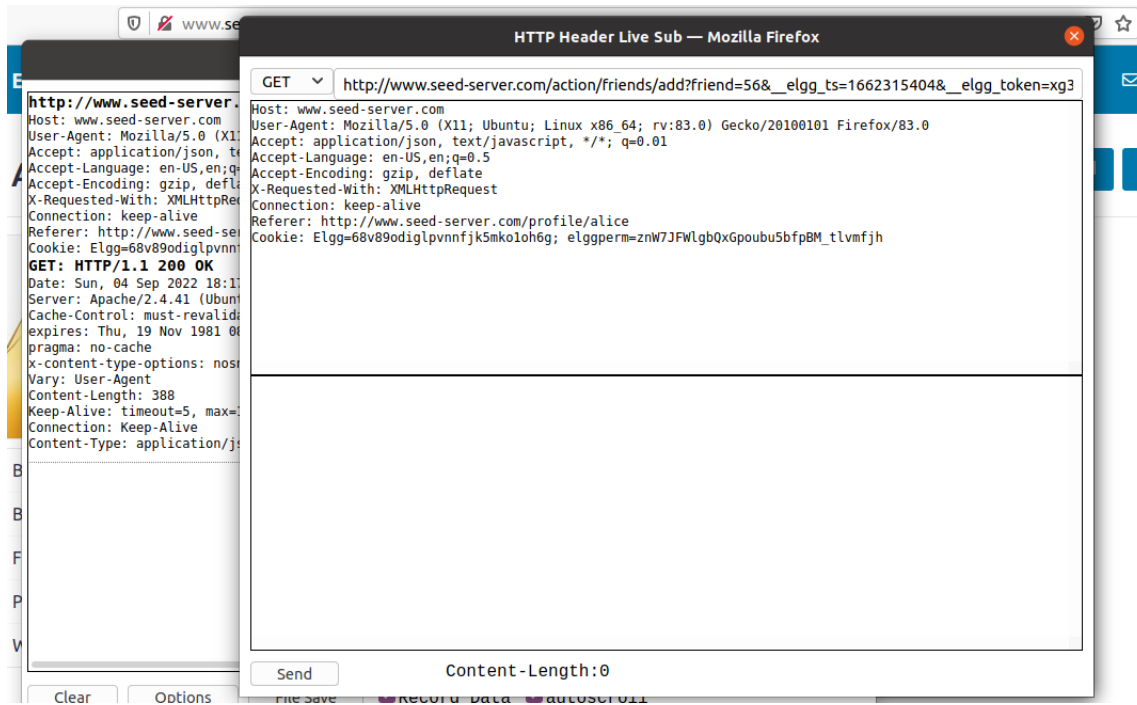 www.se
HTTP Header Live Sub — Mozilla Firefox
GET
http://www.seed-server.com/action/friends/add?friend=56&__elgg_ts=1662315404&__elgg_token=xg3
Host: www.seed-server.com
User-Agent: Mozilla/5.0 (X11; Ubuntu; Linux x86_64; rv:83.0) Gecko/20100101 Firefox/83.0
Accept: application/json, text/javascript, */*; q=0.01
Accept-Language: en-US,en;q=0.5
Accept-Encoding: gzip, deflate
X-Requested-With: XMLHttpRequest
Connection: keep-alive
Referer: http://www.seed-server.com/profile/alice
Cookie: Elgg=68v89odiglpvnnfjk5mko1oh6g; elggperm=znW7JFWlgbQxGpoubu5bfpBM_tlvmfjh
Send
Content-Length:0
http://www.seed-server.
Host: www.seed-server.com
User-Agent: Mozilla/5.0 (X11
Accept: application/json, te
Accept-Language: en-US,en;q=
Accept-Encoding: gzip, defla
X-Requested-With: XMLHttpRec
Connection: keep-alive
Referer: http://www.seed-ser
Cookie: Elgg=68v89odiglpvnnf
GET: HTTP/1.1 200 OK
Date: Sun, 04 Sep 2022 18:17
Server: Apache/2.4.41 (Ubunt
Cache-Control: must-revalida
expires: Thu, 19 Nov 1981 08
pragma: no-cache
x-content-type-options: nosn
Vary: User-Agent
Content-Length: 388
Keep-Alive: timeout=5, max=1
Connection: Keep-Alive
Content-Type: application/js
B
B
F
P
W
Clear
Options
File Save
Record Data
autoscroll